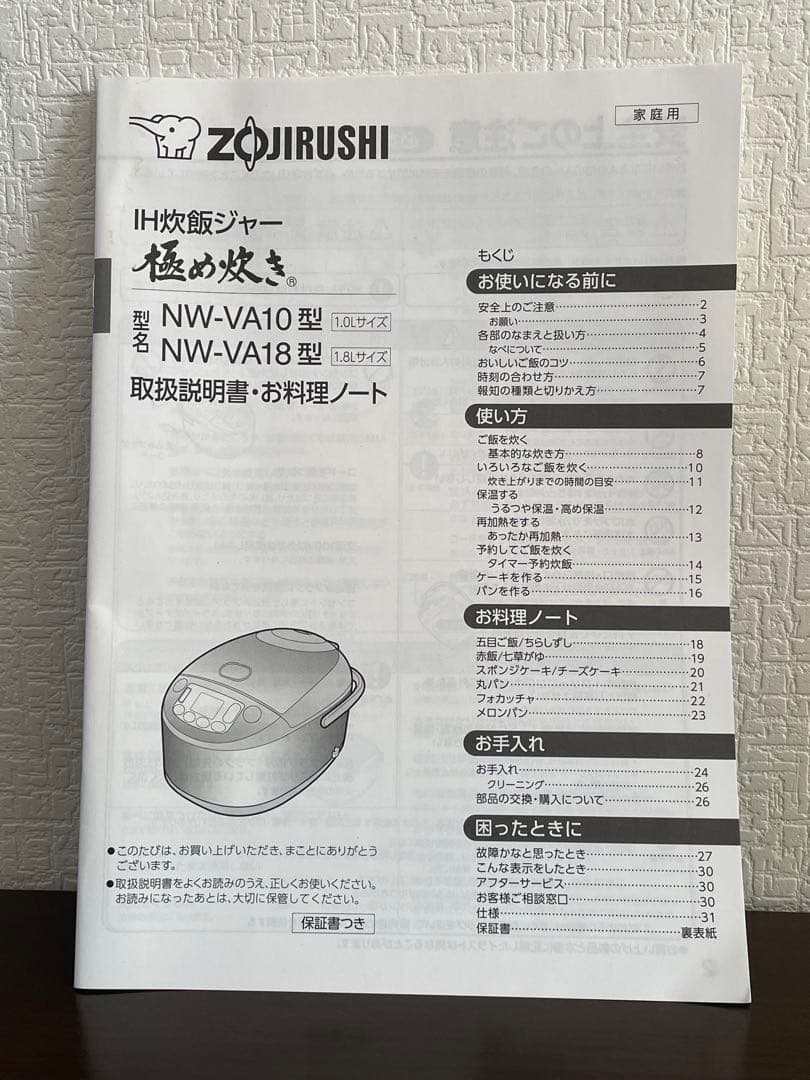 ZOJIRUSHI
家庭用
IH炊飯ジャー
極め炊き®
型名 NW-VA10型 1.0Lサイズ
NW-VA18型 1.8Lサイズ
取扱説明書・お料理ノート
●このたびは、お買い上げいただき、まことにありがとう
ございます。
●取扱説明書をよくお読みのうえ、正しくお使いください。
お読みになったあとは、大切に保管してください。
保証書つき
もくじ
お使いになる前に
安全上のご注意……2
お願い……3
各部のなまえと扱い方……4
なべについて……5
おいしいご飯のコツ……6
時刻の合わせ方……7
報知の種類と切りかえ方……7
使い方
ご飯を炊く
基本的な炊き方……8
いろいろなご飯を炊く……10
炊き上がりまでの時間の目安……11
保温する
うるつや保温・高め保温……12
再加熱をする
あったか再加熱……13
予約してご飯を炊く
タイマー予約炊飯……14
ケーキを作る……15
パンを作る……16
お料理ノート
五目ご飯/ちらしずし……18
赤飯/七草がゆ……19
スポンジケーキ/チーズケーキ……20
丸パン……21
フォカッチャ……22
メロンパン……23
お手入れ
お手入れ……24
クリーニング……26
部品の交換・購入について……26
困ったときに
故障かなと思ったとき……27
こんな表示をしたとき……30
アフターサービス……30
お客様ご相談窓口……30
仕様……31
保証書……裏表紙